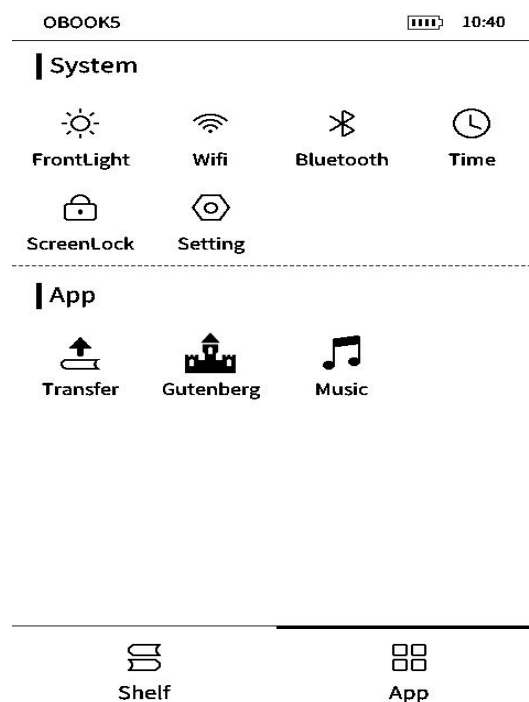 OBOOK5 10:40
System
FrontLight Wifi Bluetooth Time
ScreenLock Setting
App
Transfer Gutenberg Music
Shelf App